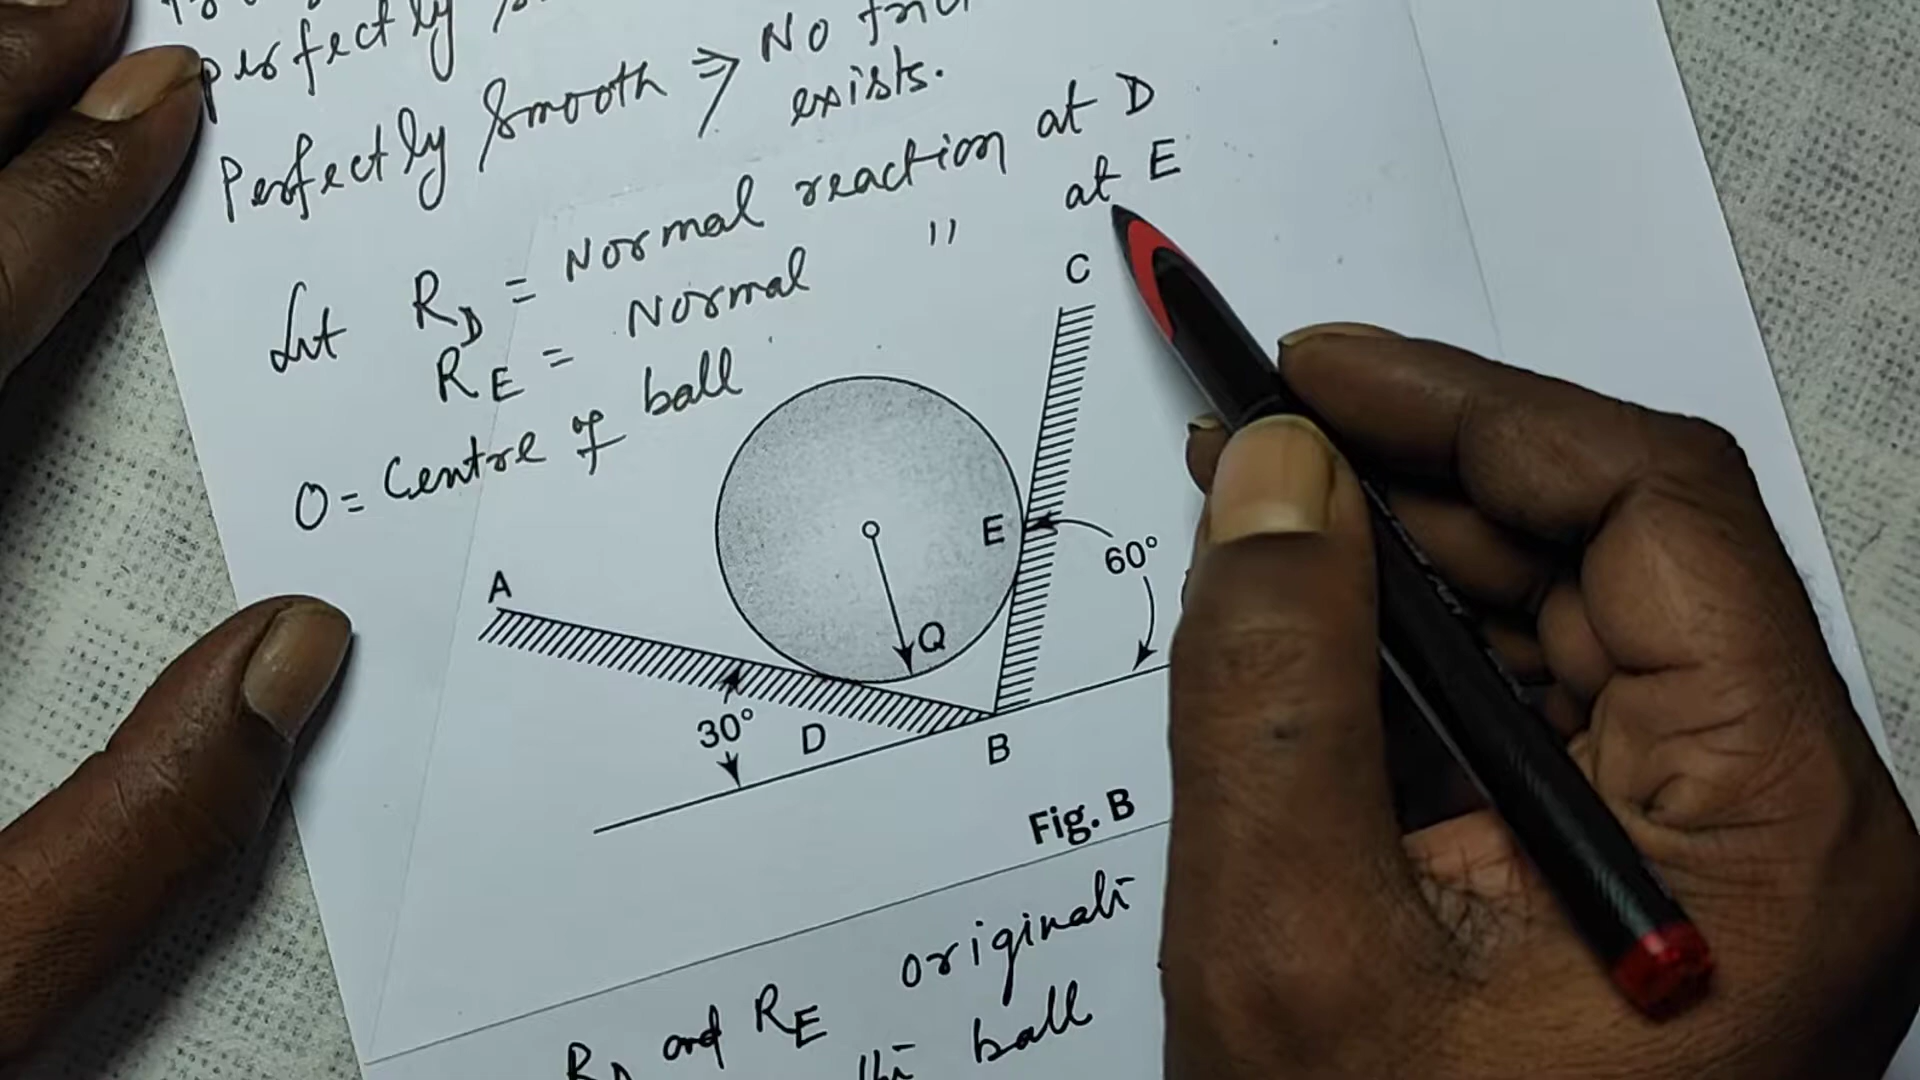 perfectly
Perfectly smooth ⇒ No
exists.
Let R_D = Normal reaction at D
R_E = Normal " at E
O = Centre of ball
C
E
60°
A
Q
30°
D
B
Fig. B
R_D and R_E originati
the ball